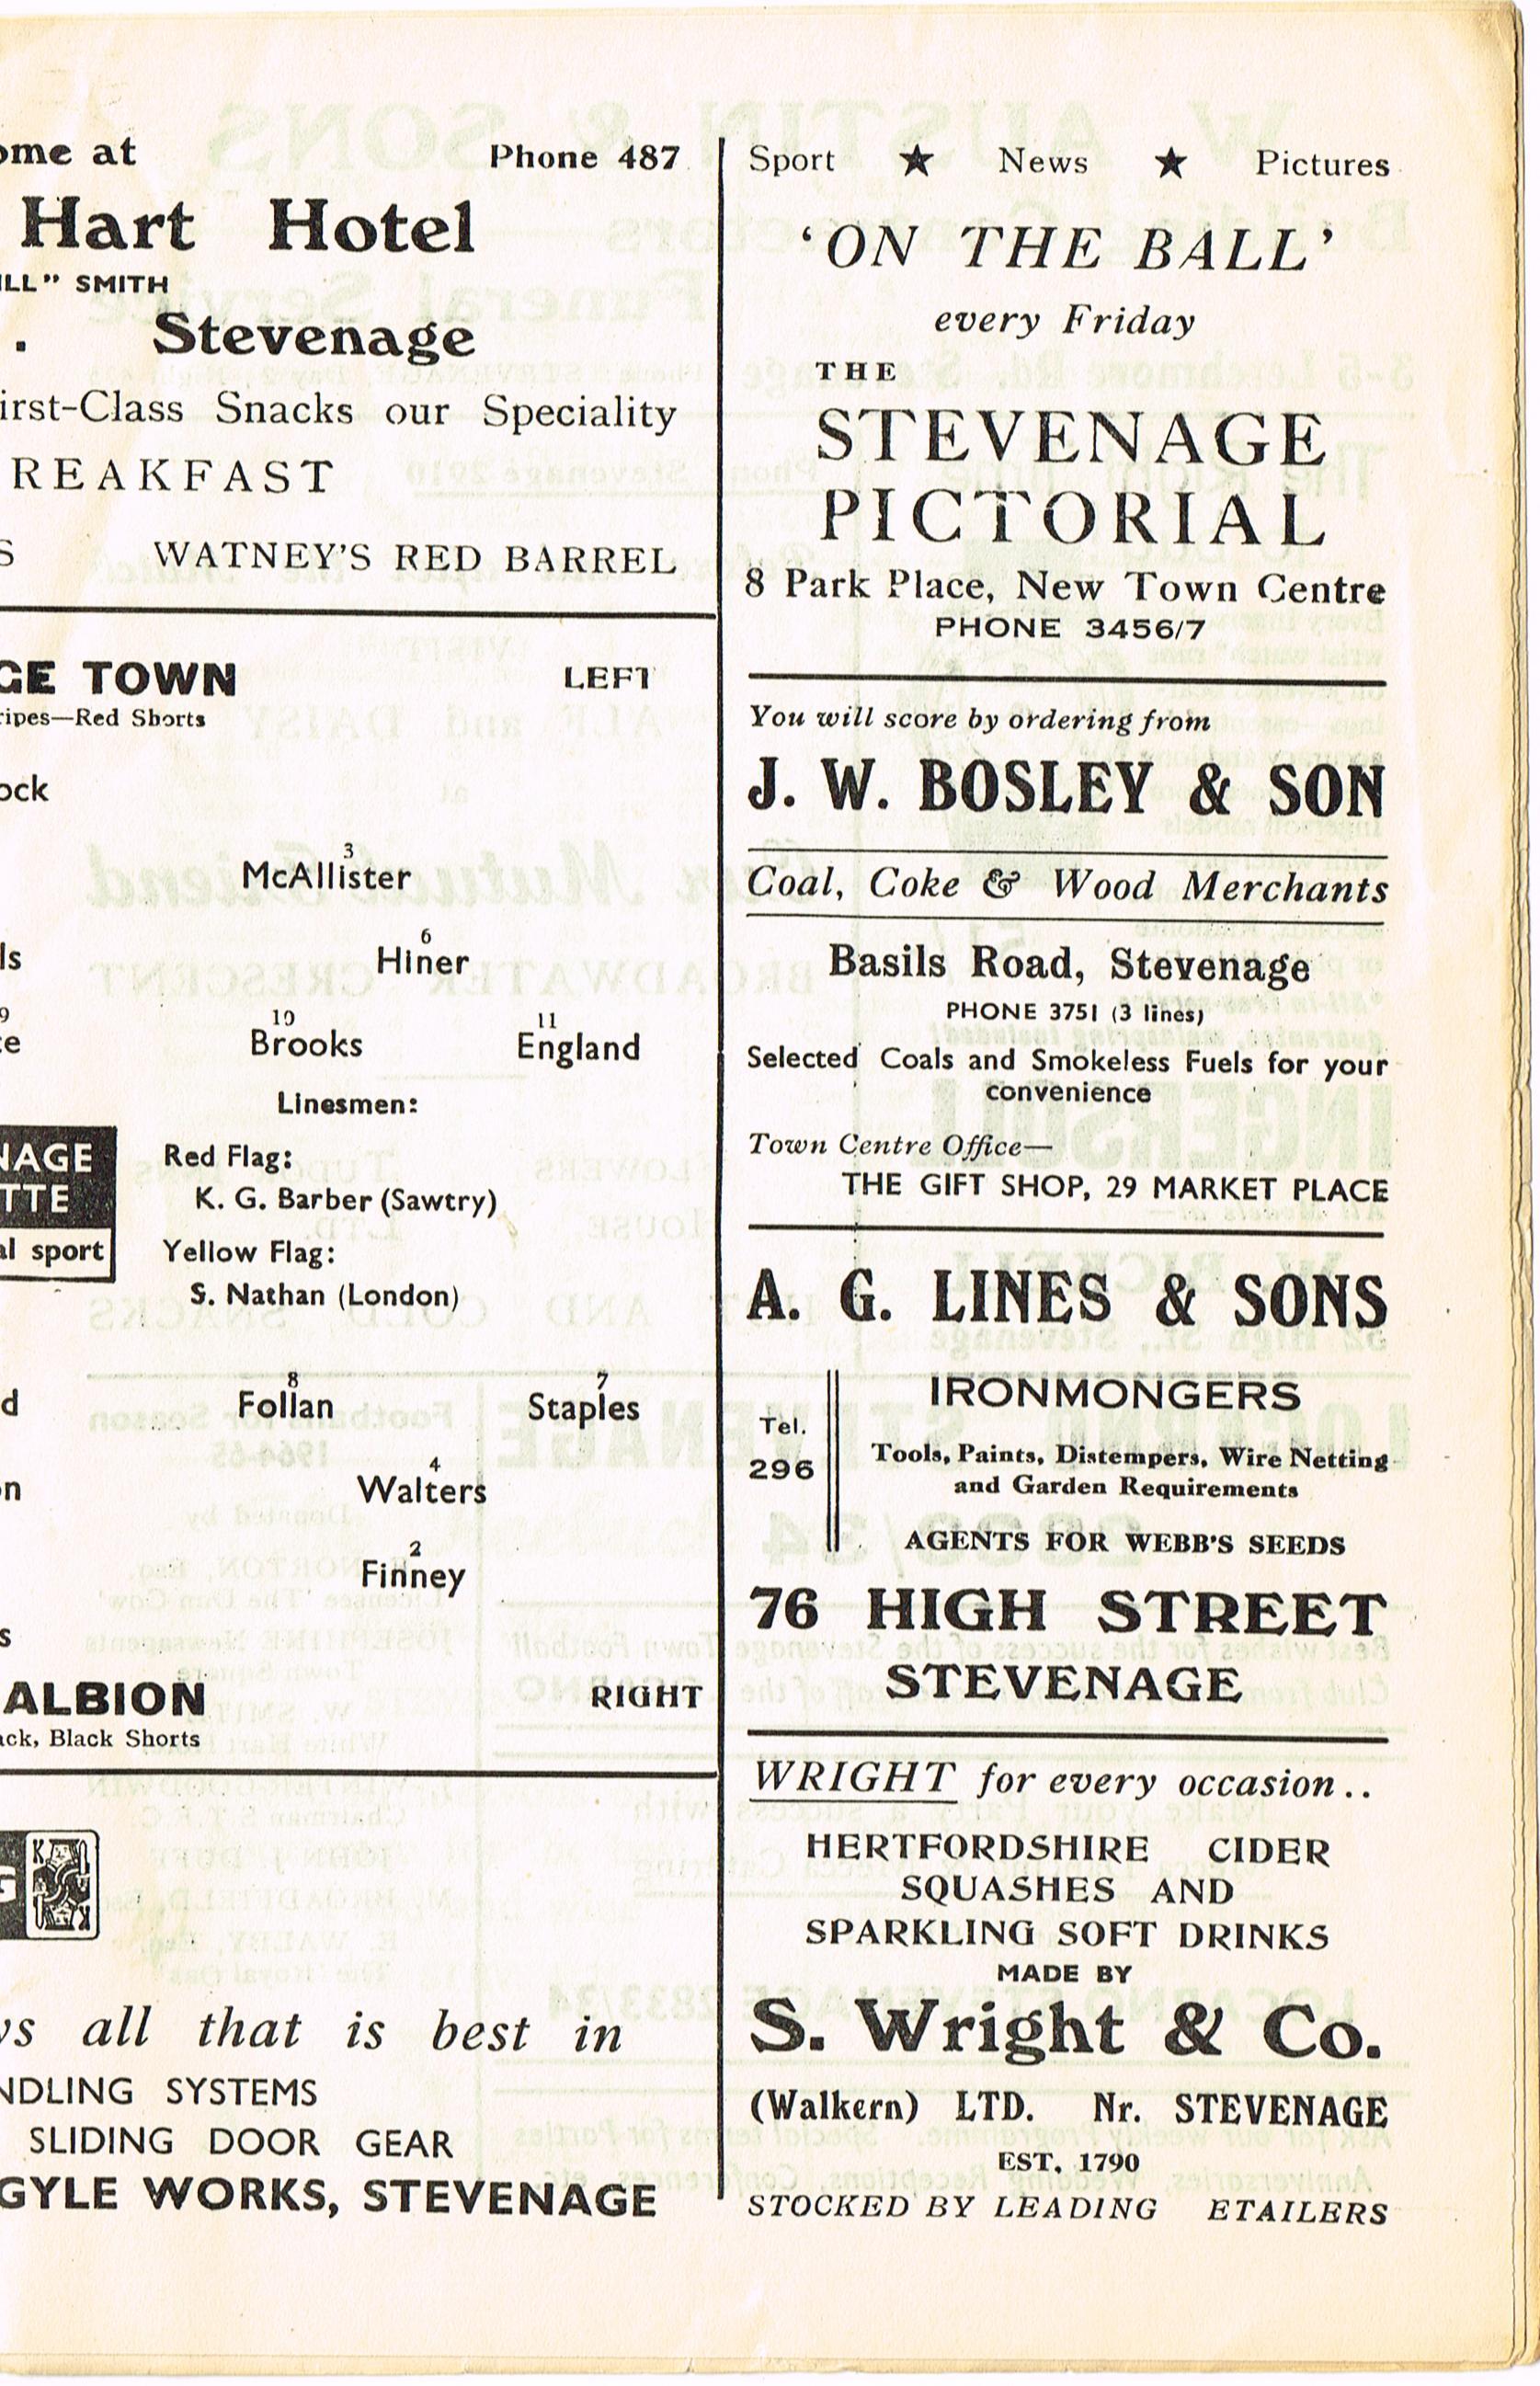 ome at Phone 487
Hart Hotel
ILL" SMITH
. Stevenage
irst-Class Snacks our Speciality
REAKFAST
S WATNEY'S RED BARREL
GE TOWN LEFT
ripes—Red Shorts
ock
3
McAllister
6
ls Hiner
9 10 11
ce Brooks England
Linesmen:
NAGE
TTE
al sport
Red Flag:
K. G. Barber (Sawtry)
Yellow Flag:
S. Nathan (London)
8 7
d Follan Staples
4
on Walters
2
Finney
s
ALBION RIGHT
ack, Black Shorts
G K
ws all that is best in
NDLING SYSTEMS
SLIDING DOOR GEAR
GYLE WORKS, STEVENAGE
Sport ★ News ★ Pictures
'ON THE BALL'
every Friday
THE
STEVENAGE
PICTORIAL
8 Park Place, New Town Centre
PHONE 3456/7
You will score by ordering from
J. W. BOSLEY & SON
Coal, Coke & Wood Merchants
Basils Road, Stevenage
PHONE 3751 (3 lines)
Selected Coals and Smokeless Fuels for your
convenience
Town Centre Office—
THE GIFT SHOP, 29 MARKET PLACE
A. G. LINES & SONS
Tel.
296
IRONMONGERS
Tools, Paints, Distempers, Wire Netting
and Garden Requirements
AGENTS FOR WEBB'S SEEDS
76 HIGH STREET
STEVENAGE
WRIGHT for every occasion..
HERTFORDSHIRE CIDER
SQUASHES AND
SPARKLING SOFT DRINKS
MADE BY
S. Wright & Co.
(Walkern) LTD. Nr. STEVENAGE
EST. 1790
STOCKED BY LEADING ETAILERS